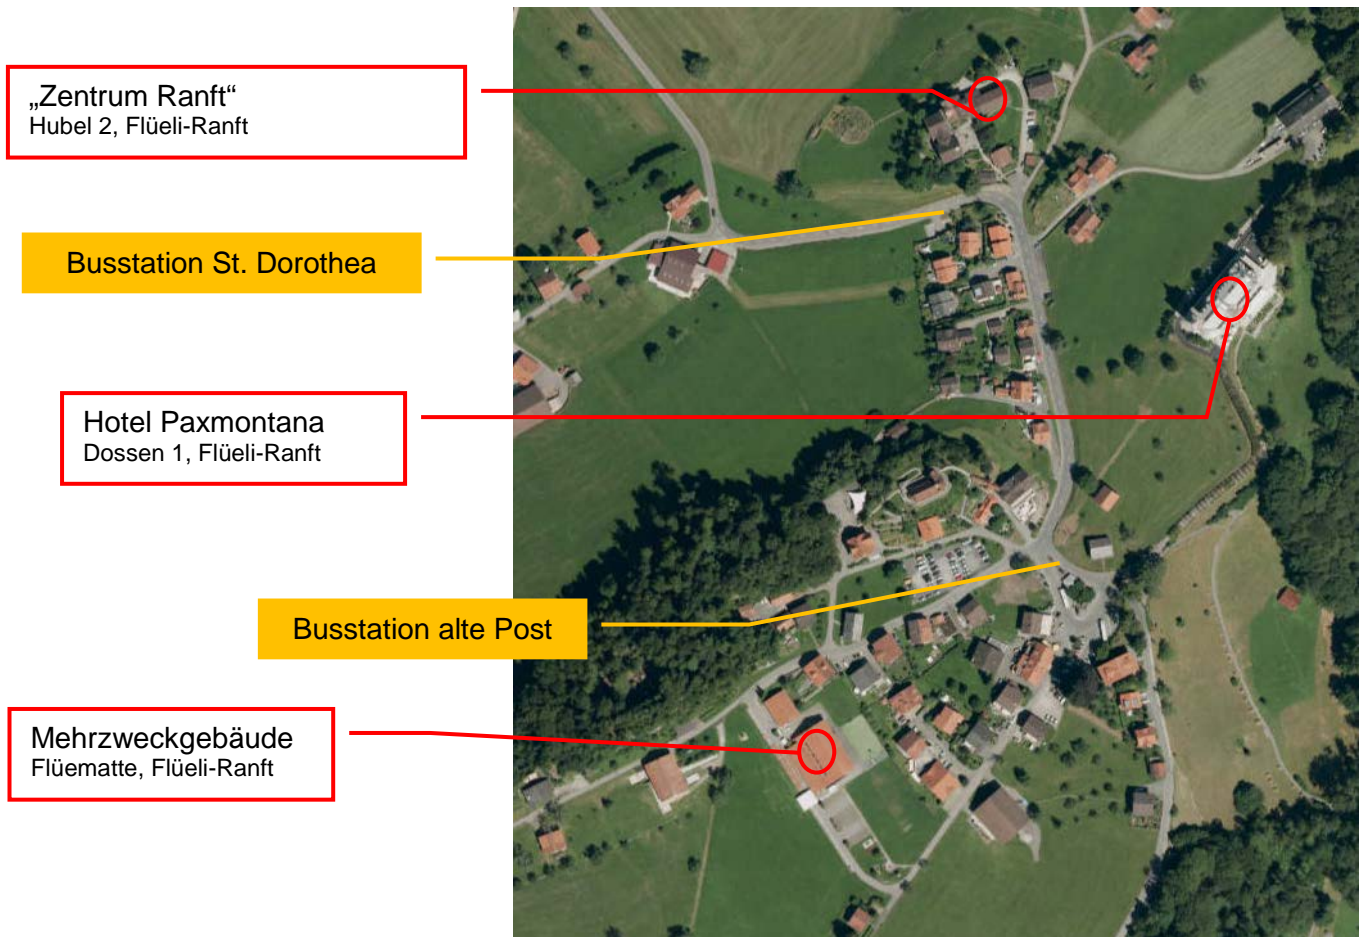 „Zentrum Ranft“
Hubel 2, Flüeli-Ranft
Busstation St. Dorothea
Hotel Paxmontana
Dossen 1, Flüeli-Ranft
Busstation alte Post
Mehrzweckgebäude
Flüematte, Flüeli-Ranft